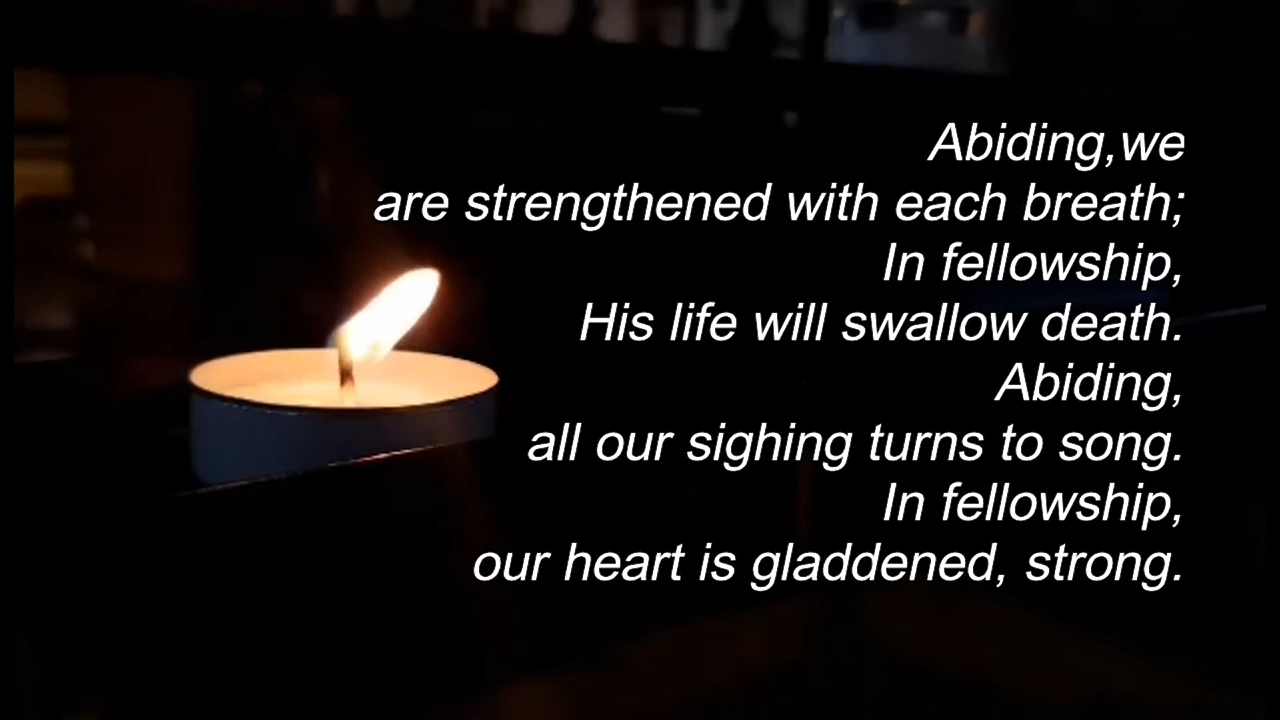 Abiding,we
are strengthened with each breath;
In fellowship,
His life will swallow death.
Abiding,
all our sighing turns to song.
In fellowship,
our heart is gladdened, strong.